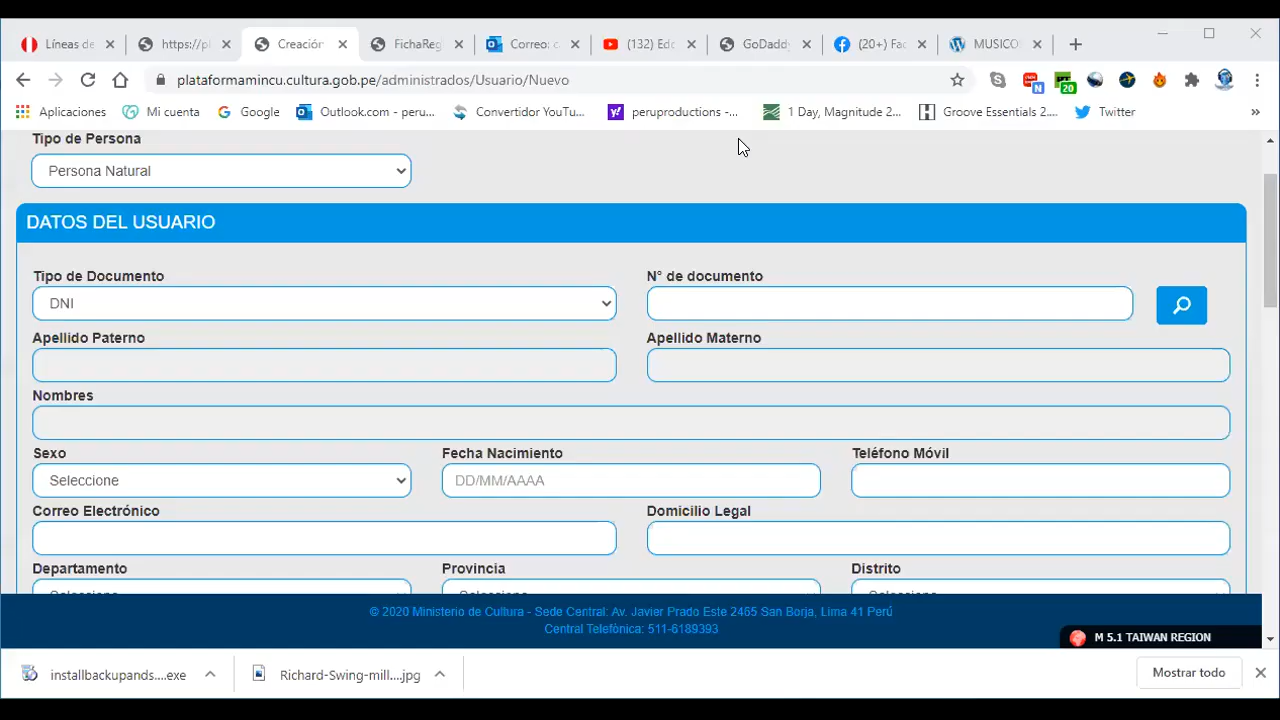 Líneas de
https://pl
Creación
FichaReg
Correo: c
(132) Edc
GoDaddy
(20+) Fac
MUSICO
plataformamincu.cultura.gob.pe/administrados/Usuario/Nuevo
N
20
Aplicaciones
Mi cuenta
Google
Outlook.com - peru...
Convertidor YouTu...
peruproductions -...
1 Day, Magnitude 2...
Groove Essentials 2....
Twitter
»
Tipo de Persona
Persona Natural
DATOS DEL USUARIO
Tipo de Documento
N° de documento
DNI
Apellido Paterno
Apellido Materno
Nombres
Sexo
Fecha Nacimiento
Teléfono Móvil
Seleccione
DD/MM/AAAA
Correo Electrónico
Domicilio Legal
Departamento
Provincia
Distrito
Seleccione
Seleccione
Seleccione
© 2020 Ministerio de Cultura - Sede Central: Av. Javier Prado Este 2465 San Borja, Lima 41 Perú
Central Telefònica: 511-6189393
M 5.1 TAIWAN REGION
installbackupands....exe
Richard-Swing-mill....jpg
Mostrar todo